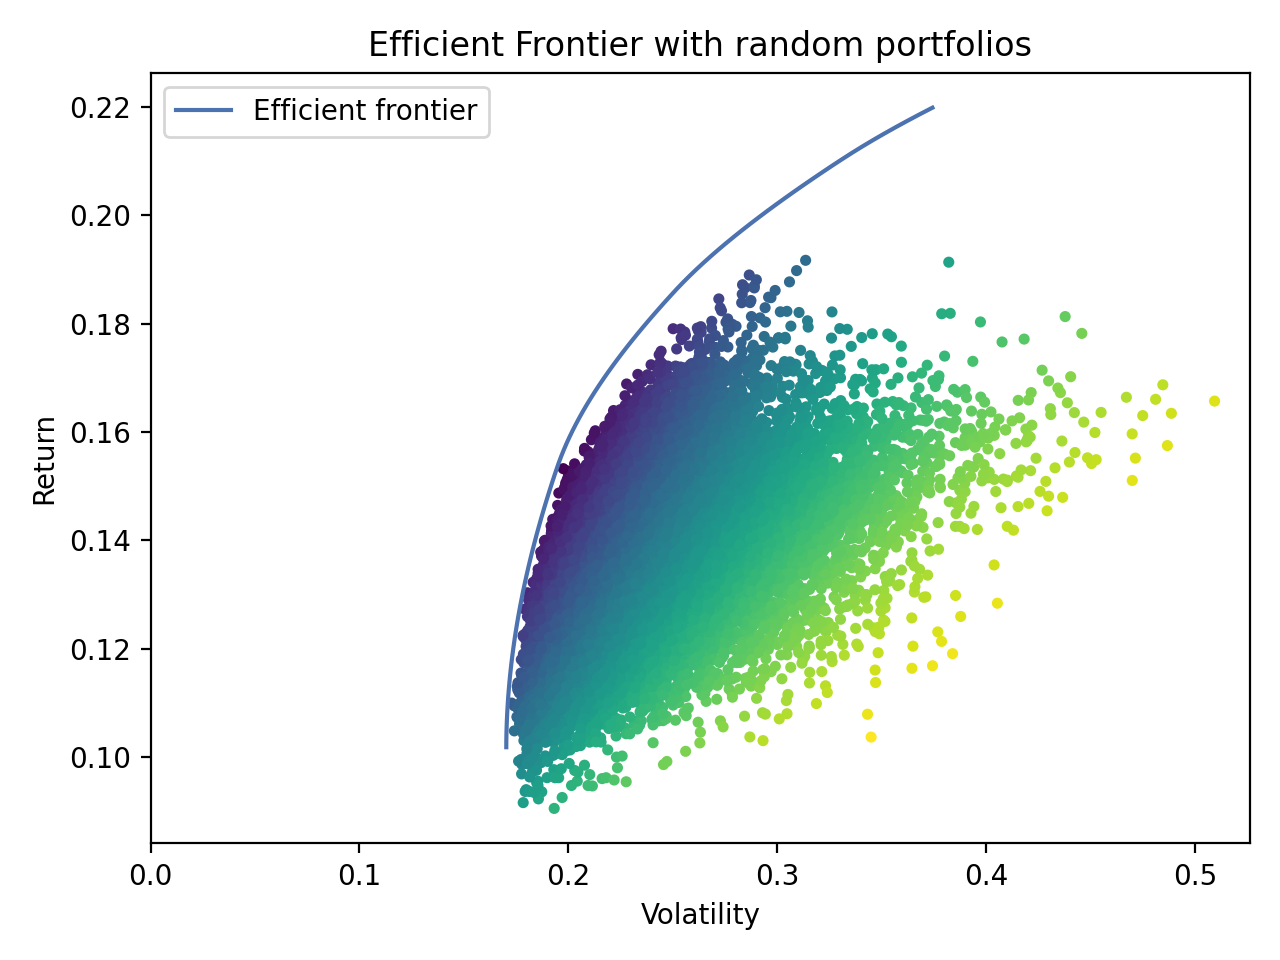 Efficient Frontier with random portfolios
Efficient frontier
0.22
0.20
0.18
0.16
0.14
0.12
0.10
Return
0.0 0.1 0.2 0.3 0.4 0.5
Volatility